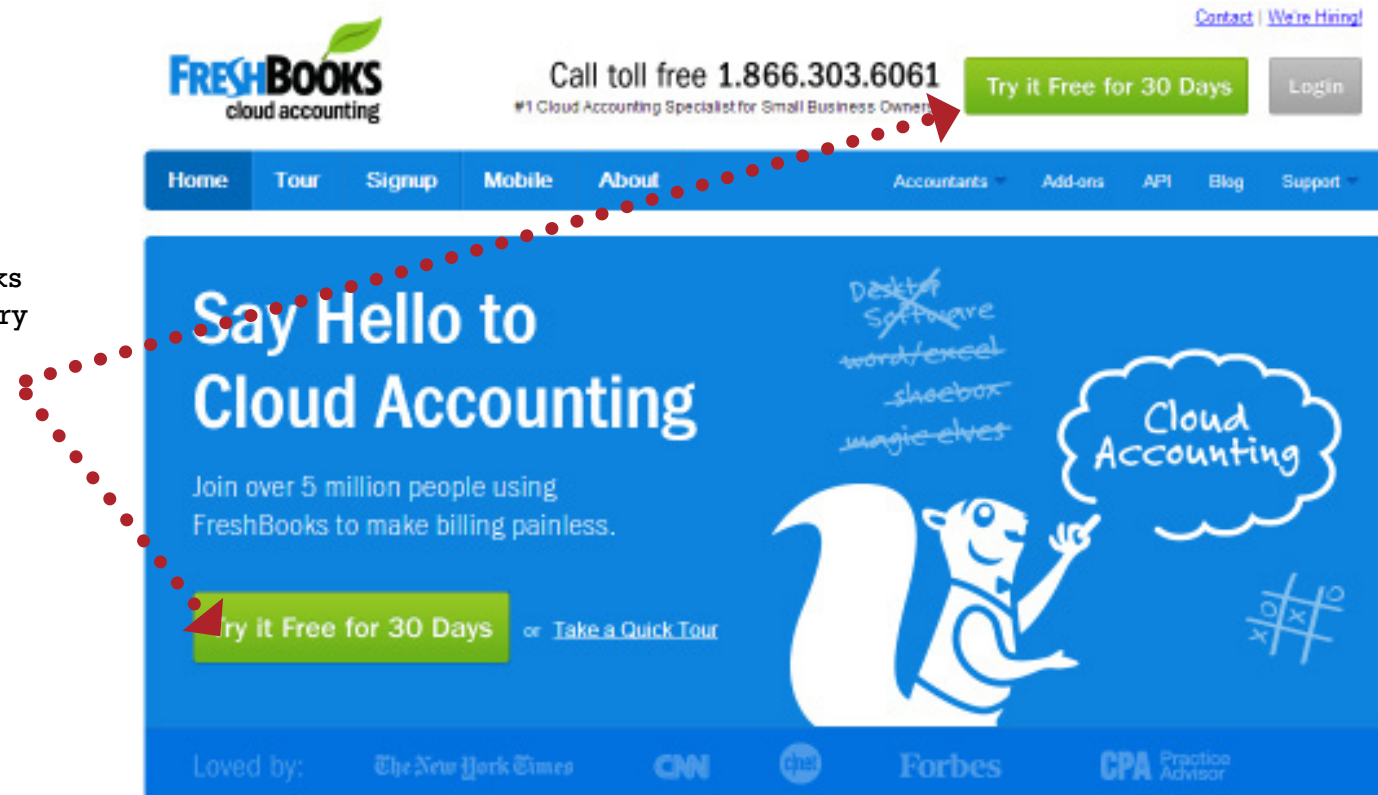 Contact | We're Hiring!
FRESHBOOKS
cloud accounting
Call toll free 1.866.303.6061
#1 Cloud Accounting Specialist for Small Business Owners
Try it Free for 30 Days
Login
Home Tour Signup Mobile About Accountants Add-ons API Blog Support
ks
ry
Say Hello to
Cloud Accounting
Join over 5 million people using
FreshBooks to make billing painless.
Try it Free for 30 Days or Take a Quick Tour
Desktop
Software
word/excel
shoebox
magic elves
Cloud
Accounting
O
O X
X
Loved by: The New York Times CNN cnet Forbes CPA Practice Advisor